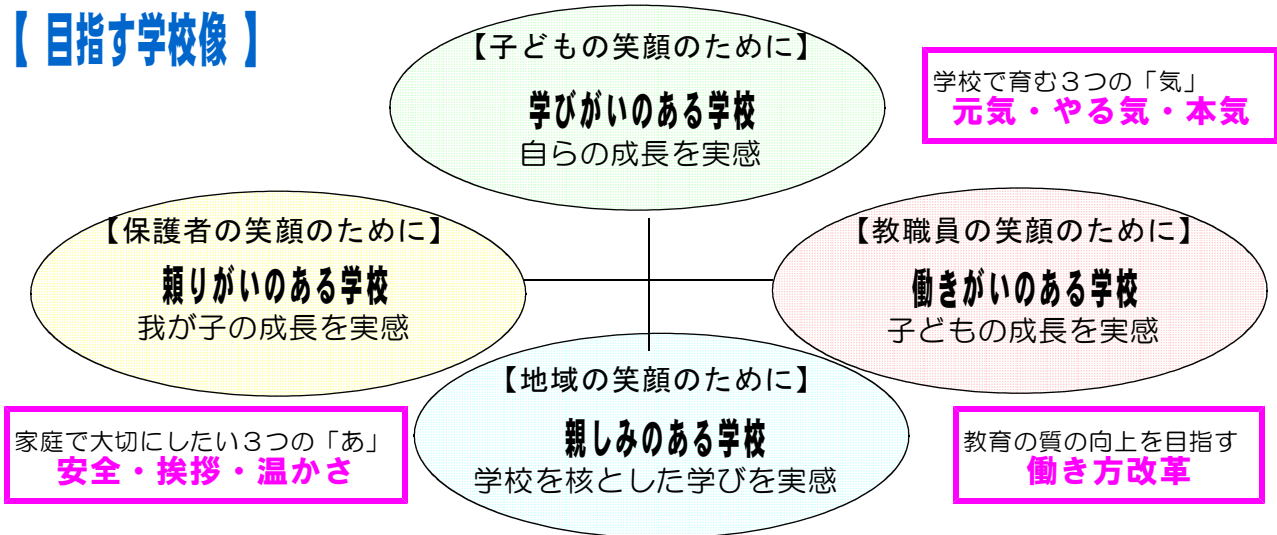 【 目指す学校像 】
【子どもの笑顔のために】
学びがいのある学校
自らの成長を実感
学校で育む３つの「気」
元気・やる気・本気
【保護者の笑顔のために】
頼りがいのある学校
我が子の成長を実感
【教職員の笑顔のために】
働きがいのある学校
子どもの成長を実感
【地域の笑顔のために】
親しみのある学校
学校を核とした学びを実感
家庭で大切にしたい３つの「あ」
安全・挨拶・温かさ
教育の質の向上を目指す
働き方改革